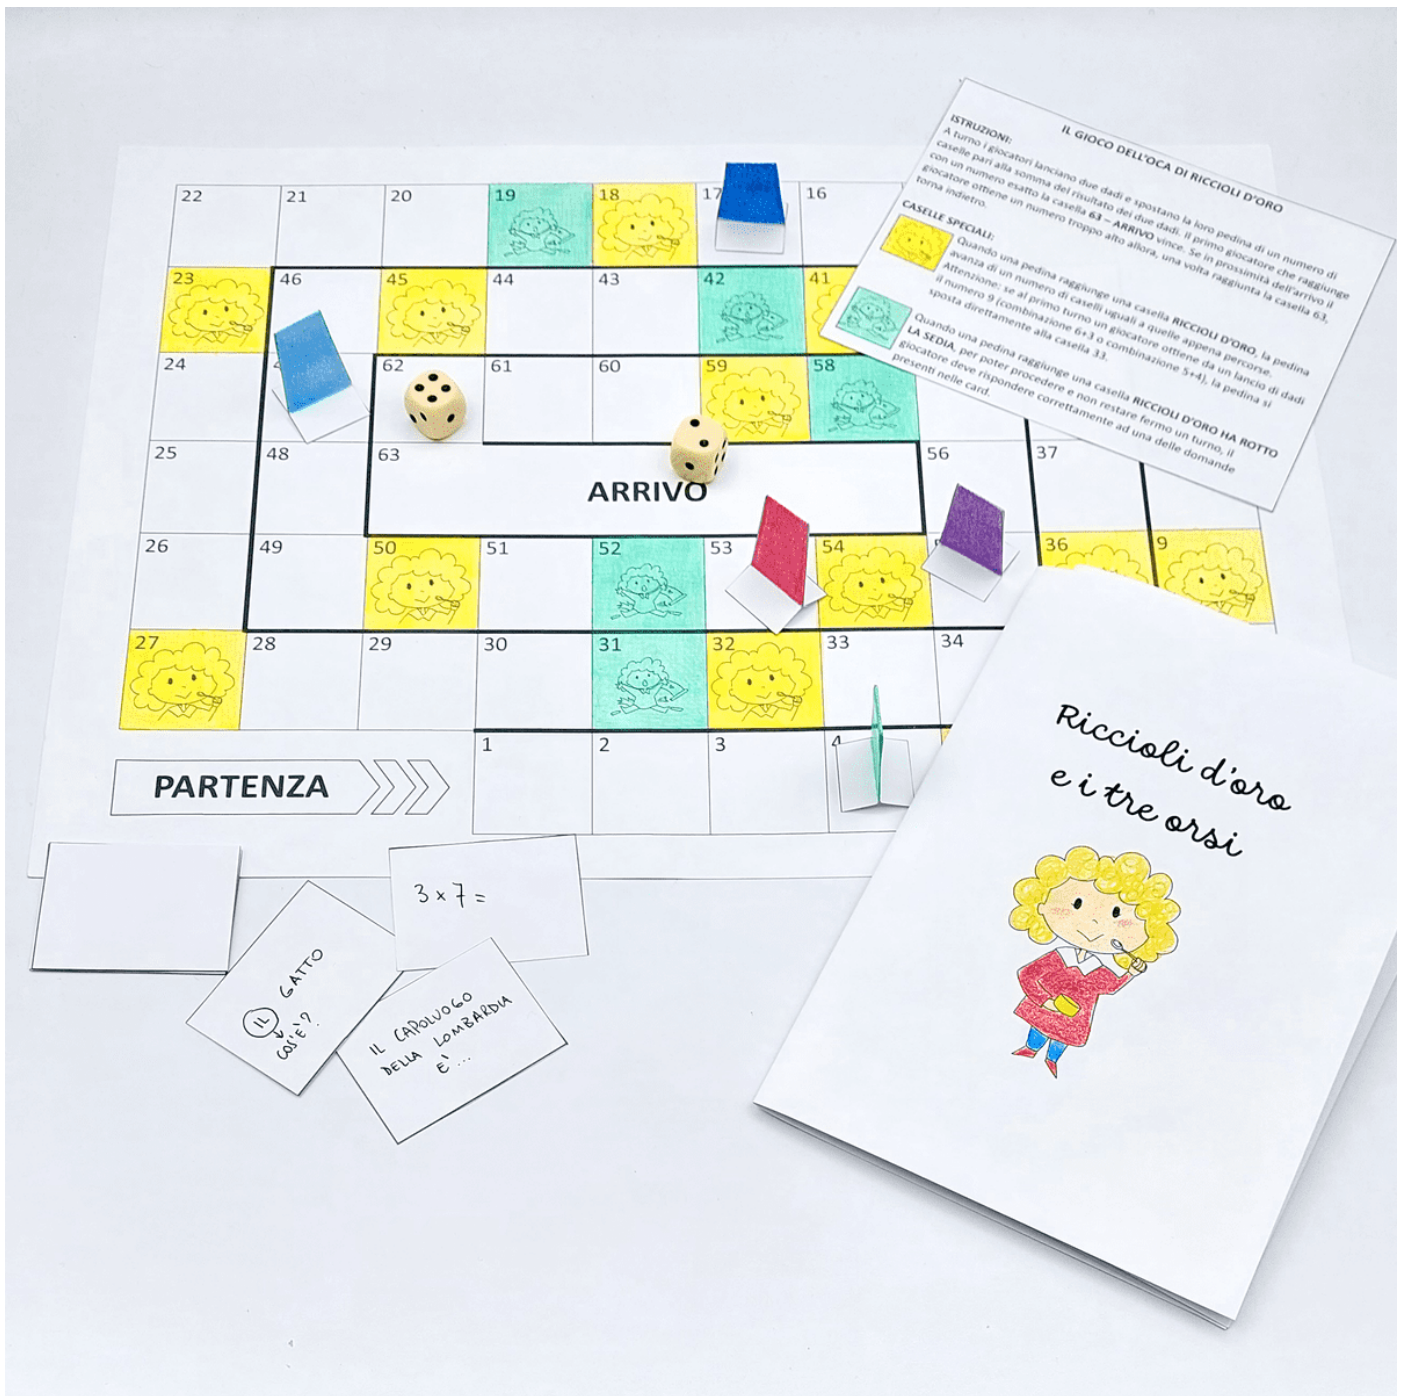 IL GIOCO DELL'OCA DI RICCIOLI D'ORO
ISTRUZIONI:
A turno i giocatori lanciano due dadi e spostano la loro pedina di un numero di
caselle pari alla somma del risultato dei due dadi. Il primo giocatore che raggiunge
con un numero esatto la casella 63 – ARRIVO vince. Se in prossimità dell'arrivo il
giocatore ottiene un numero troppo alto allora, una volta raggiunta la casella 63,
torna indietro.
CASELLE SPECIALI:
Quando una pedina raggiunge una casella RICCIOLI D'ORO, la pedina
avanza di un numero di caselli uguali a quelle appena percorse.
Attenzione: se al primo turno un giocatore ottiene da un lancio di dadi
il numero 9 (combinazione 6+3 o combinazione 5+4), la pedina si
sposta direttamente alla casella 33.
Quando una pedina raggiunge una casella RICCIOLI D'ORO HA ROTTO
LA SEDIA, per poter procedere e non restare fermo un turno, il
giocatore deve rispondere correttamente ad una delle domande
presenti nelle card.
22 21 20 19 18 17 16
23 46 45 44 43 42 41
24 62 61 60 59 58
25 48 63 56 37
ARRIVO
26 49 50 51 52 53 54 36 9
27 28 29 30 31 32 33 34
1 2 3 4
PARTENZA
Riccioli d'oro
e i tre orsi
3 x 7 =
IL GATTO
COS'È?
IL CAPOLUOGO
DELLA LOMBARDIA
È ...